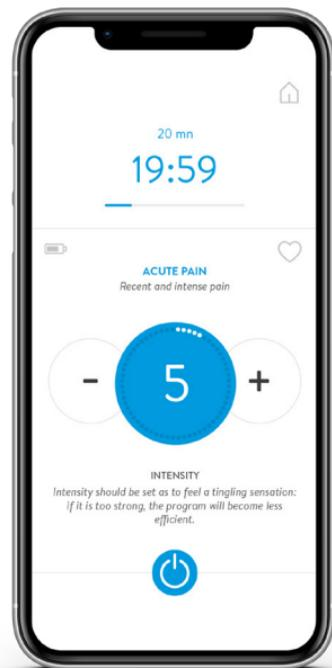 20 mn
19:59
ACUTE PAIN
Recent and intense pain
-
5
+
INTENSITY
Intensity should be set as to feel a tingling sensation:
if it is too strong, the program will become less
efficient.